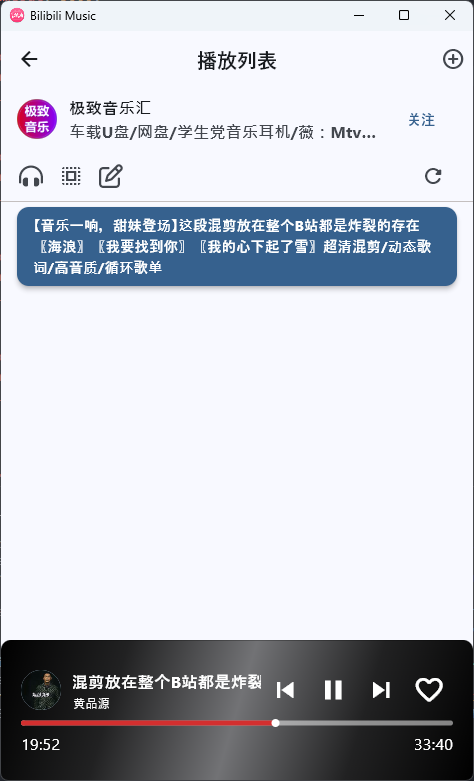 Bilibili Music
播放列表
极致
音乐
极致音乐汇
车载U盘/网盘/学生党音乐耳机/薇：Mtv...
关注
【音乐一响，甜妹登场】这段混剪放在整个B站都是炸裂的存在
〖海浪〗〖我要找到你〗〖我的心下起了雪〗超清混剪/动态歌
词/高音质/循环歌单
混剪放在整个B站都是炸裂
黄品源
19:52
33:40